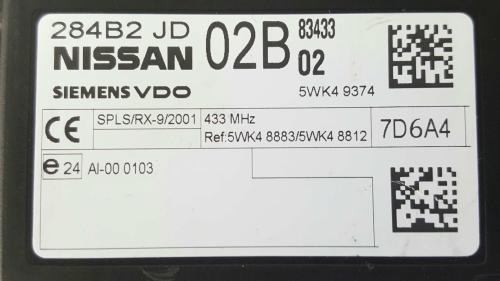 284B2 JD
NISSAN
02B
83433
02
SIEMENS VDO
5WK4 9374
CE
SPLS/RX-9/2001
433 MHz
Ref:5WK4 8883/5WK4 8812
7D6A4
e 24 AI-00 0103